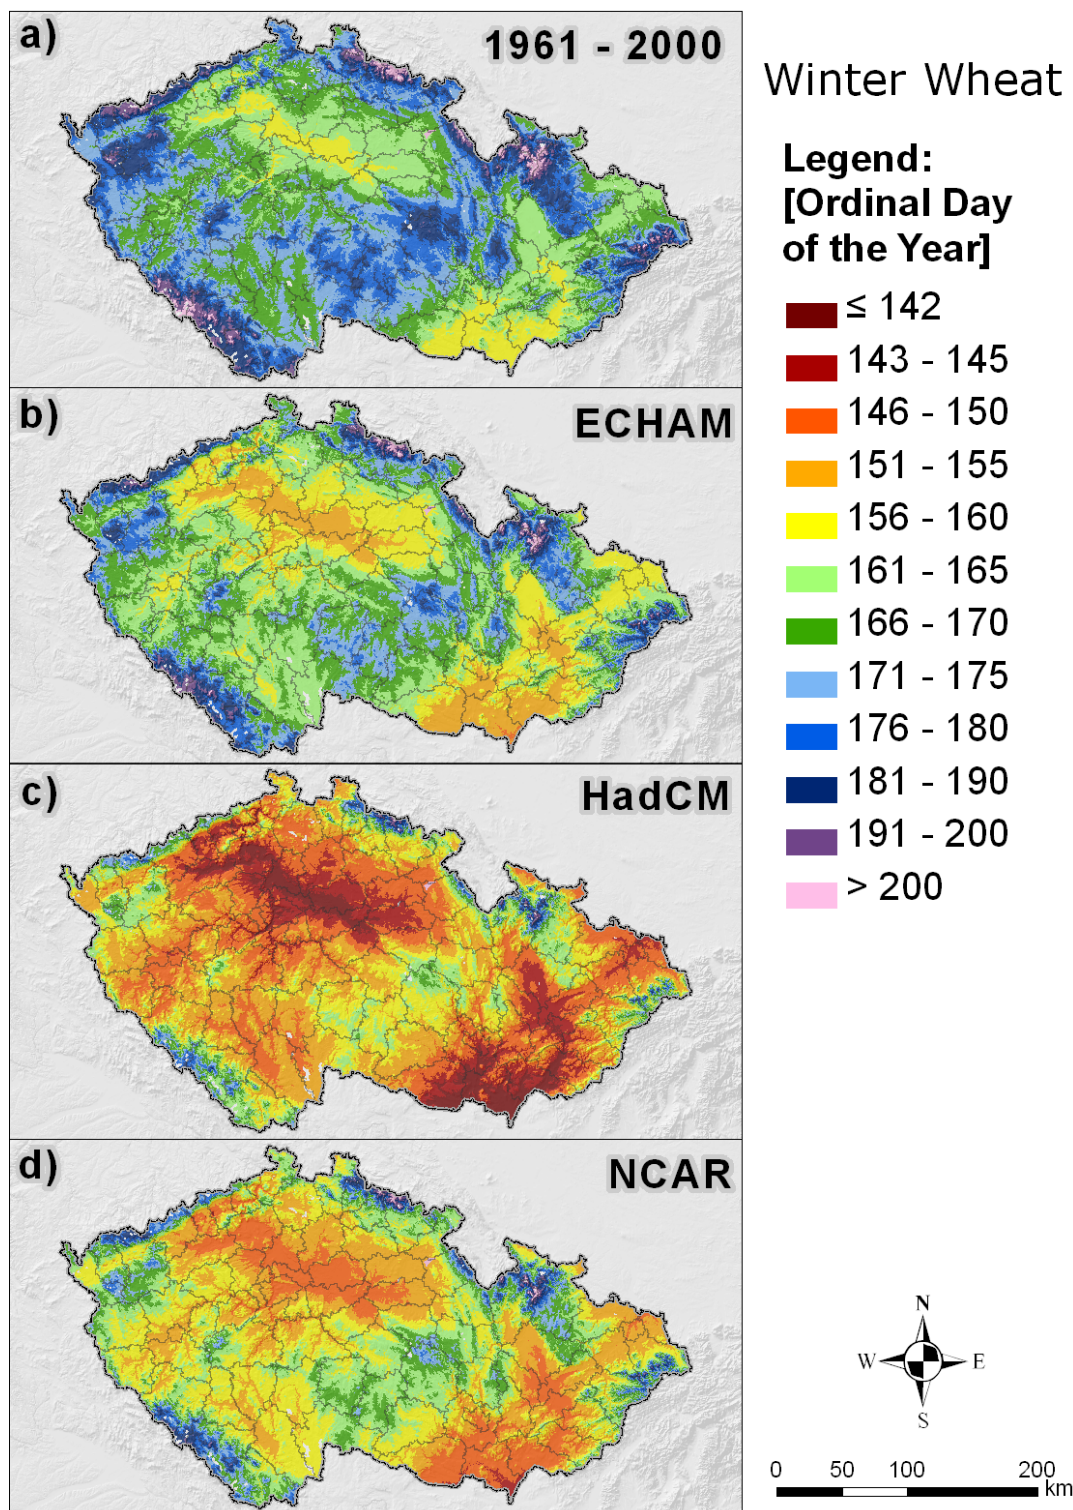 a)
1961 - 2000
b)
ECHAM
c)
HadCM
d)
NCAR
Winter Wheat
Legend:
[Ordinal Day
of the Year]
≤ 142
143 - 145
146 - 150
151 - 155
156 - 160
161 - 165
166 - 170
171 - 175
176 - 180
181 - 190
191 - 200
> 200
N
W E
S
0 50 100 200
km